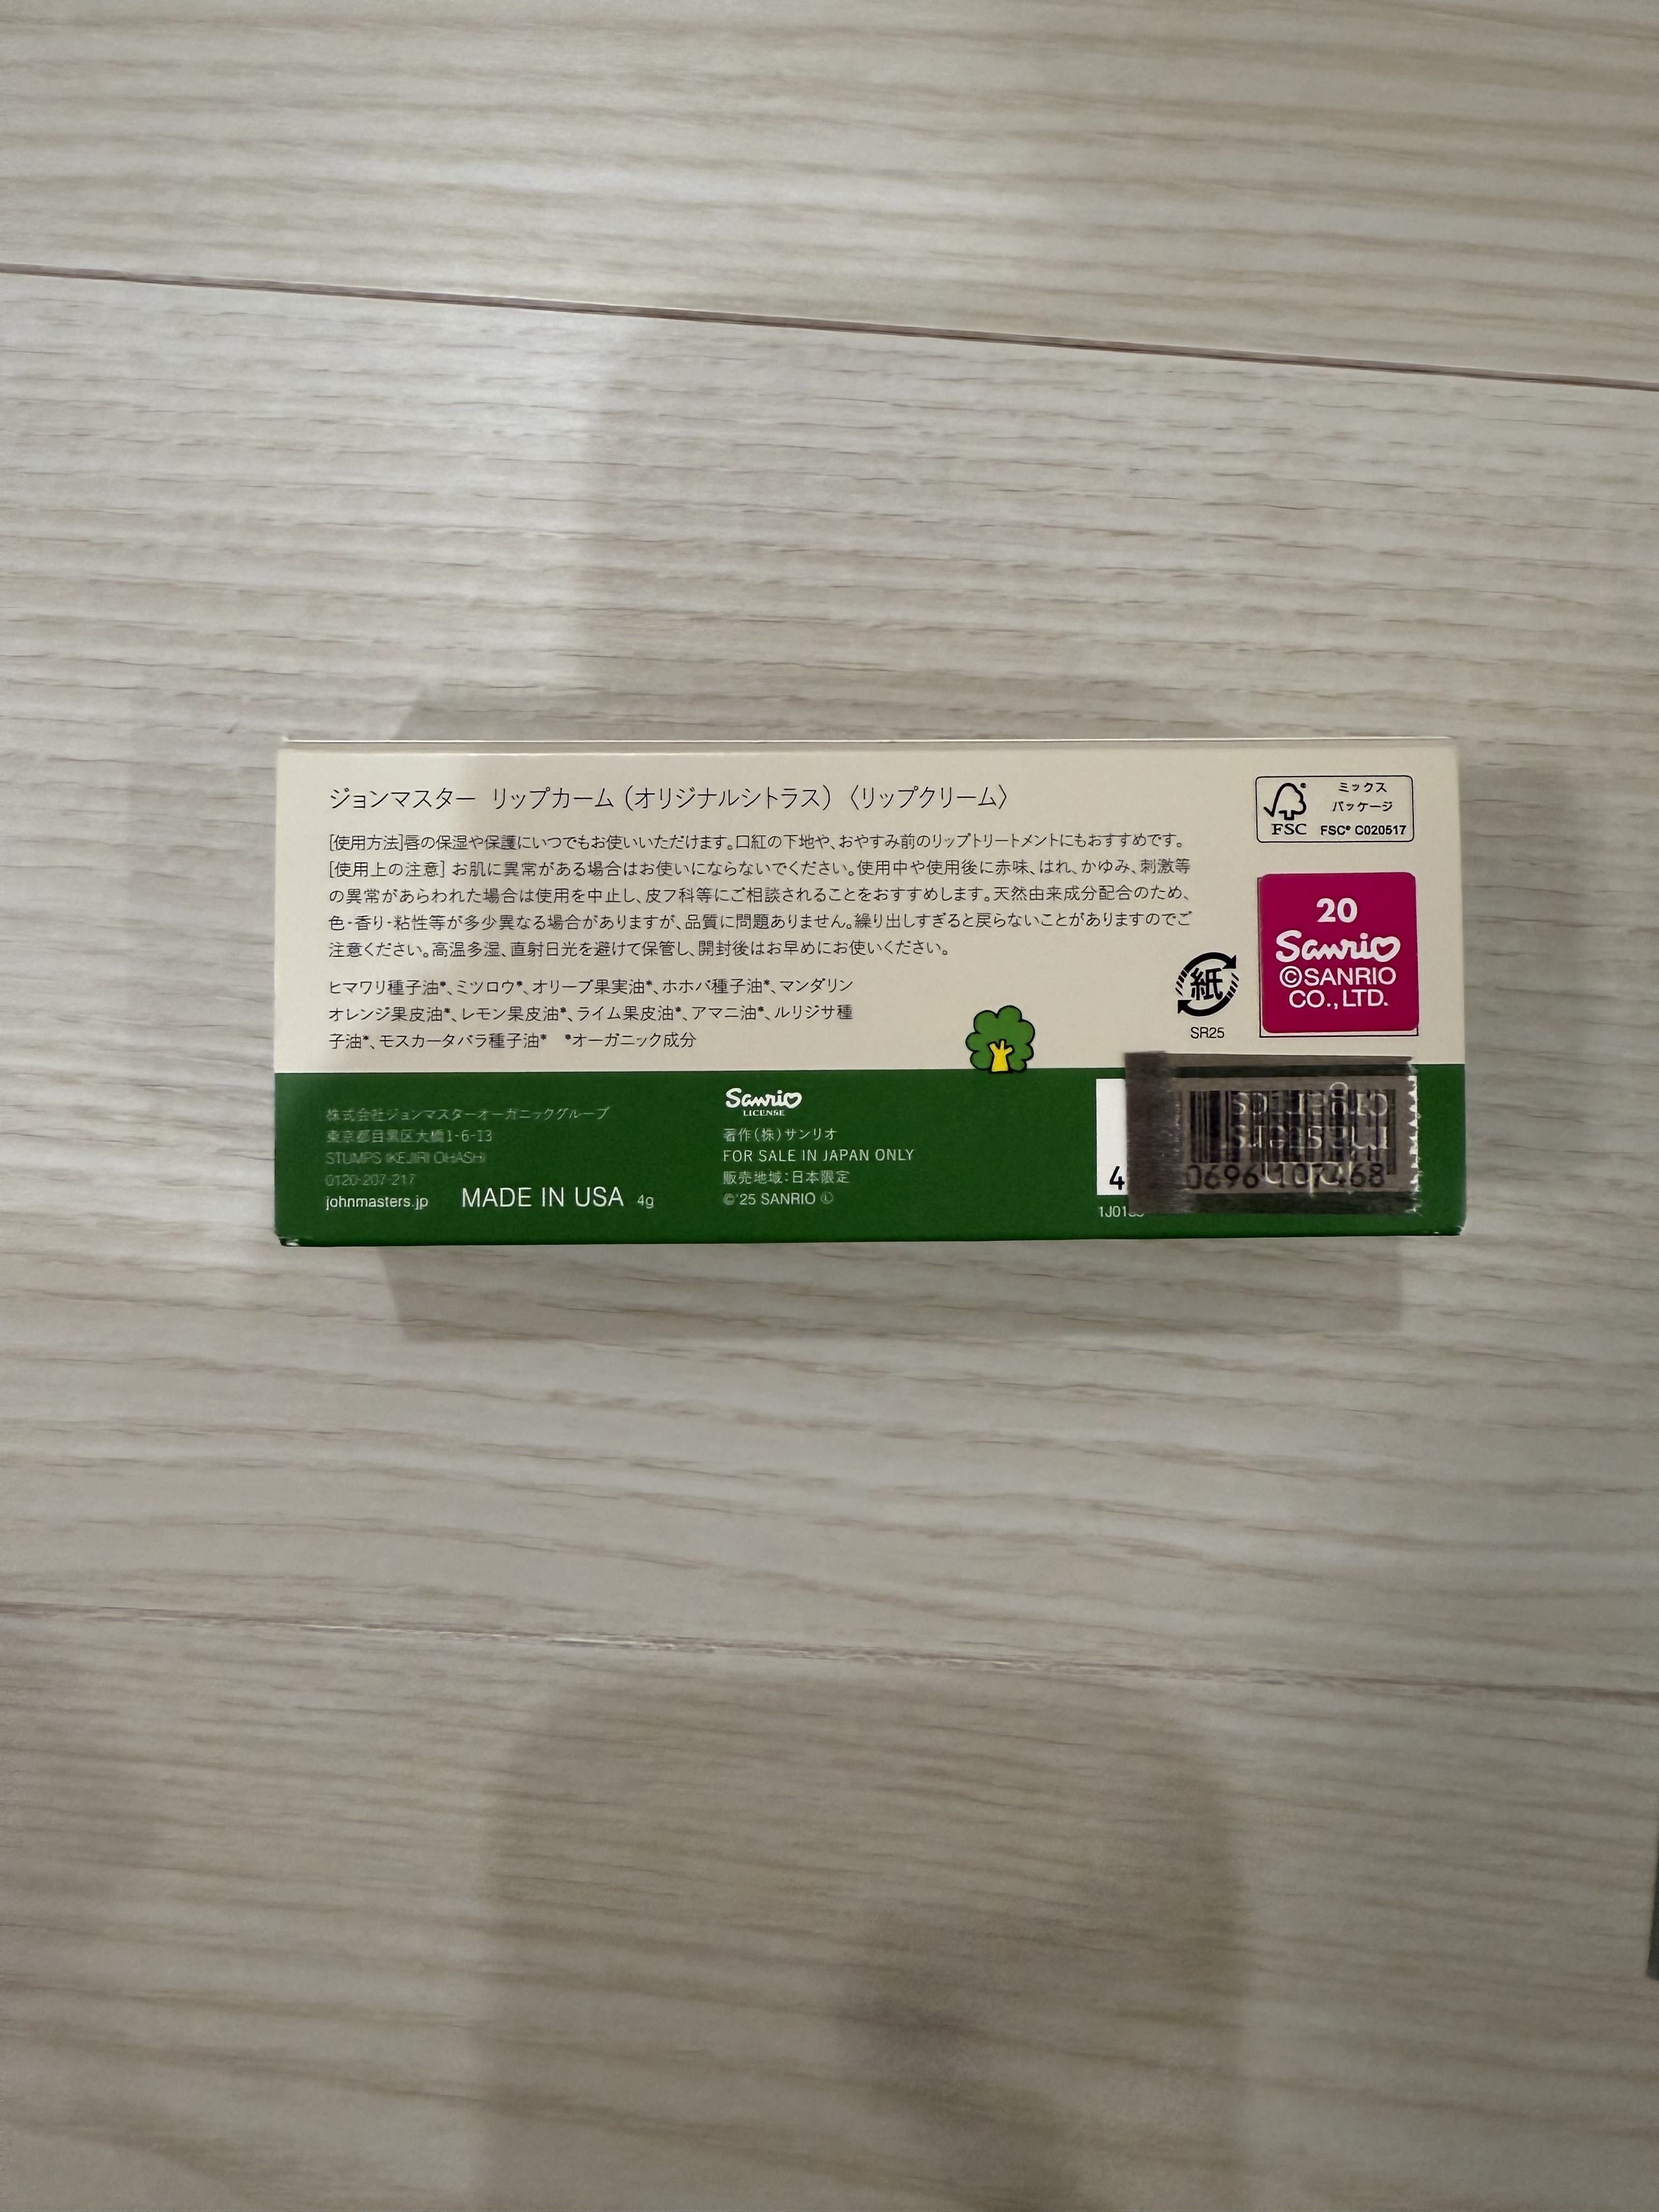 ジョンマスター リップカーム（オリジナルシトラス）〈リップクリーム〉
[使用方法]唇の保湿や保護にいつでもお使いいただけます。口紅の下地や、おやすみ前のリップトリートメントにもおすすめです。
[使用上の注意] お肌に異常がある場合はお使いにならないでください。使用中や使用後に赤味、はれ、かゆみ、刺激等
の異常があらわれた場合は使用を中止し、皮フ科等にご相談されることをおすすめします。天然由来成分配合のため、
色・香り・粘性等が多少異なる場合がありますが、品質に問題ありません。繰り出しすぎると戻らないことがありますのでご
注意ください。高温多湿、直射日光を避けて保管し、開封後はお早めにお使いください。
ヒマワリ種子油*、ミツロウ*、オリーブ果実油*、ホホバ種子油*、マンダリン
オレンジ果皮油*、レモン果皮油*、ライム果皮油*、アマニ油*、ルリジサ種
子油*、モスカータバラ種子油* *オーガニック成分
ミックス
パッケージ
FSC
FSC® C020517
20
Sanrio
©SANRIO
CO.,LTD.
紙
SR25
株式会社ジョンマスターオーガニックグループ
東京都目黒区大橋1-6-13
STUMPS IKEJIRI OHASHI
0120-207-217
johnmasters.jp MADE IN USA 4g
Sanrio
LICENSE
著作(株)サンリオ
FOR SALE IN JAPAN ONLY
販売地域：日本限定
©'25 SANRIO Ⓛ
4
0696 107468